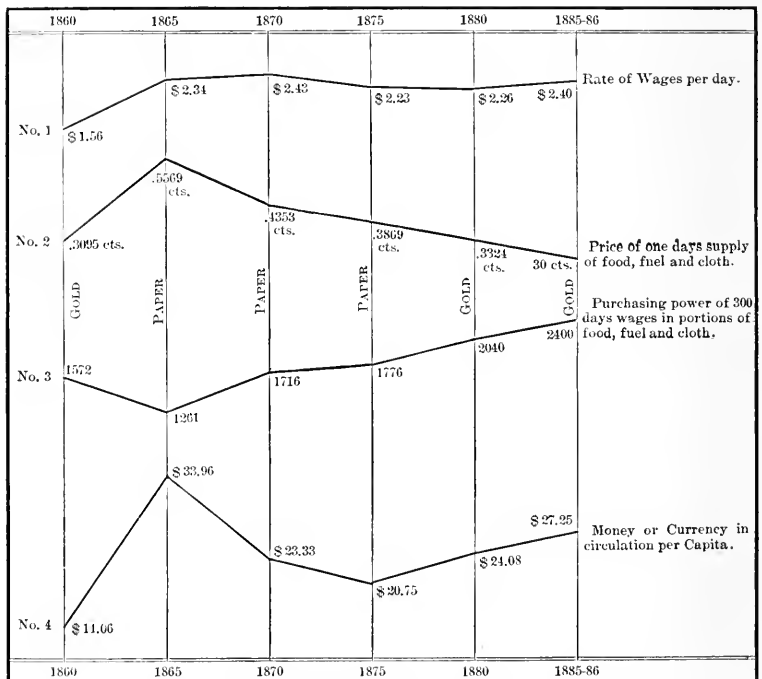 1860 1865 1870 1875 1880 1885-86
Rate of Wages per day.
$2.34 $2.43 $2.23 $2.26 $2.40
No. 1 $1.56
.5569
cts.
.4353
cts.
.3869
cts.
No. 2 .3095 cts.
.3324
cts.
30 cts.
Price of one days supply
of food, fuel and cloth.
GOLD PAPER PAPER PAPER GOLD GOLD
Purchasing power of 300
days wages in portions of
food, fuel and cloth.
No. 3 1572 1261 1716 1776 2040 2400
$33.96
$23.33 $20.75 $24.08 $27.25
Money or Currency in
circulation per Capita.
No. 4 $14.06
1860 1865 1870 1875 1880 1885-86